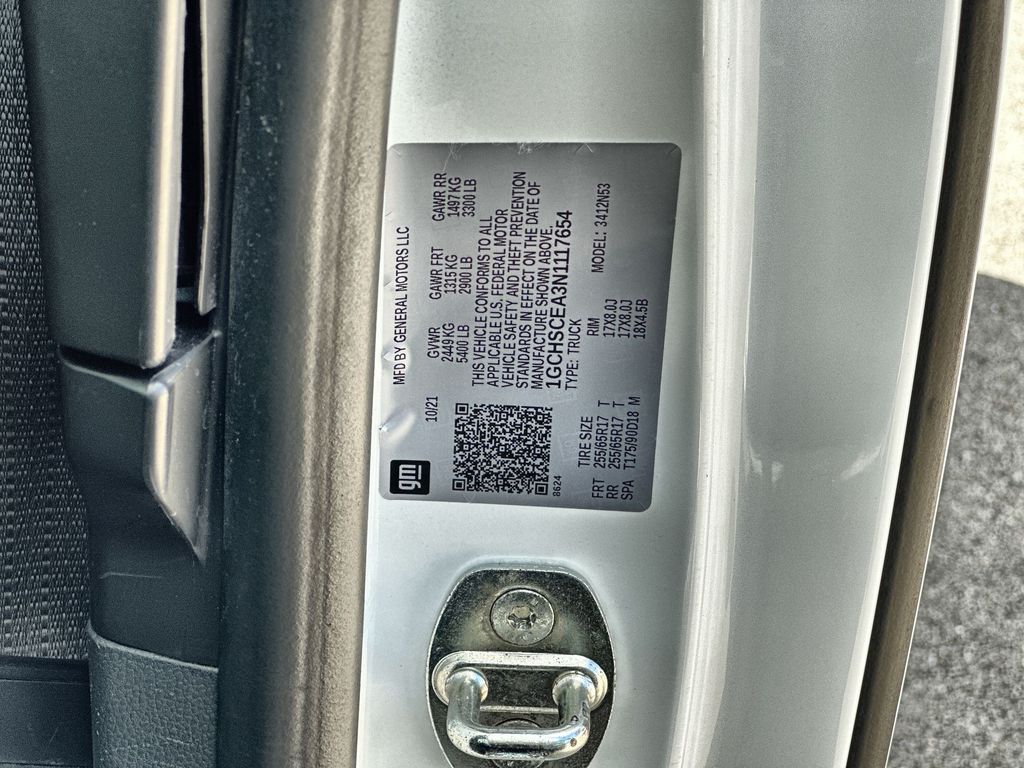 MFD BY GENERAL MOTORS LLC
gm
10/21
GVWR GAWR FRT GAWR RR
2449 KG 1315 KG 1497 KG
5400 LB 2900 LB 3300 LB
THIS VEHICLE CONFORMS TO ALL
APPLICABLE U.S. FEDERAL MOTOR
VEHICLE SAFETY AND THEFT PREVENTION
STANDARDS IN EFFECT ON THE DATE OF
MANUFACTURE SHOWN ABOVE.
1GCHSCEA3N1117654
8624
TYPE: TRUCK MODEL: 3412N53
TIRE SIZE RIM
FRT 255/65R17 T 17X8.0J
RR 255/65R17 T 17X8.0J
SPA T175/90D18 M 18X4.5B